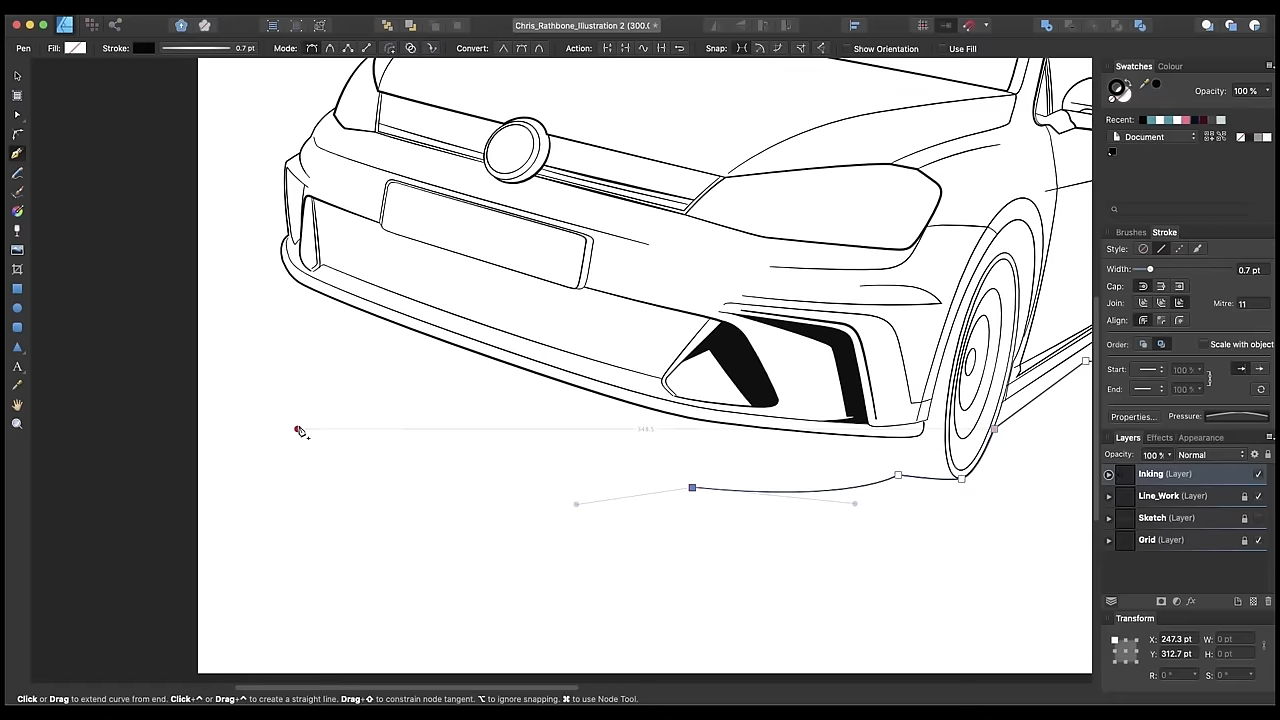 Chris_Rathbone_Illustration 2 (300.0
Pen Fill: Stroke: 0.7 pt Mode: Convert: Action: Snap: Show Orientation Use Fill
Swatches Colour
Opacity: 100 %
Recent:
Document
Brushes Stroke
Style:
Width: 0.7 pt
Cap:
Join: Mitre: 11
Align:
Order: Scale with object
Start: 100 %
End: 100 %
Properties... Pressure:
Layers Effects Appearance
Opacity: 100 % Normal
Inking (Layer)
Line_Work (Layer)
Sketch (Layer)
Grid (Layer)
Transform
X: 247.3 pt W: 0 pt
Y: 312.7 pt H: 0 pt
R: 0 ° S: 0 °
Click or Drag to extend curve from end. Click+^ or Drag+^ to create a straight line. Drag+⇧ to constrain node tangent. ⌥ to ignore snapping. ⌘ to use Node Tool.